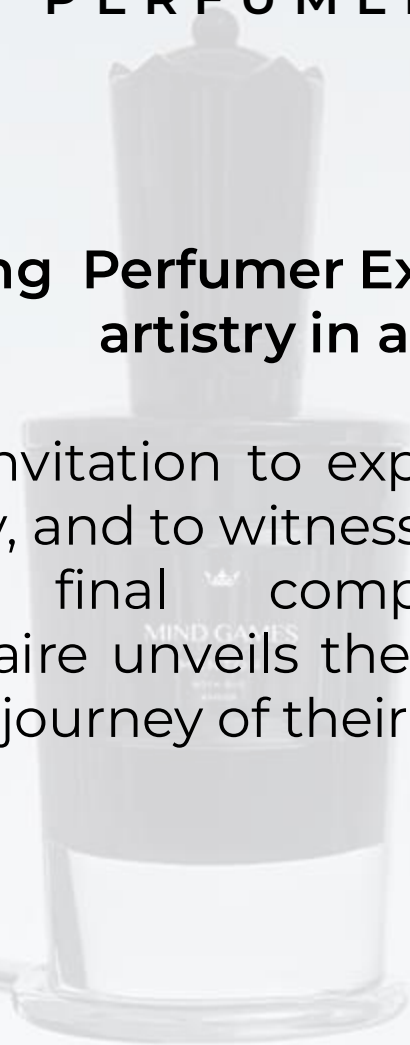 PERFUME
ng Perfumer Ex
artistry in a
nvitation to exp
, and to witness
final comp
aire unveils the
journey of their
MIND GAMES